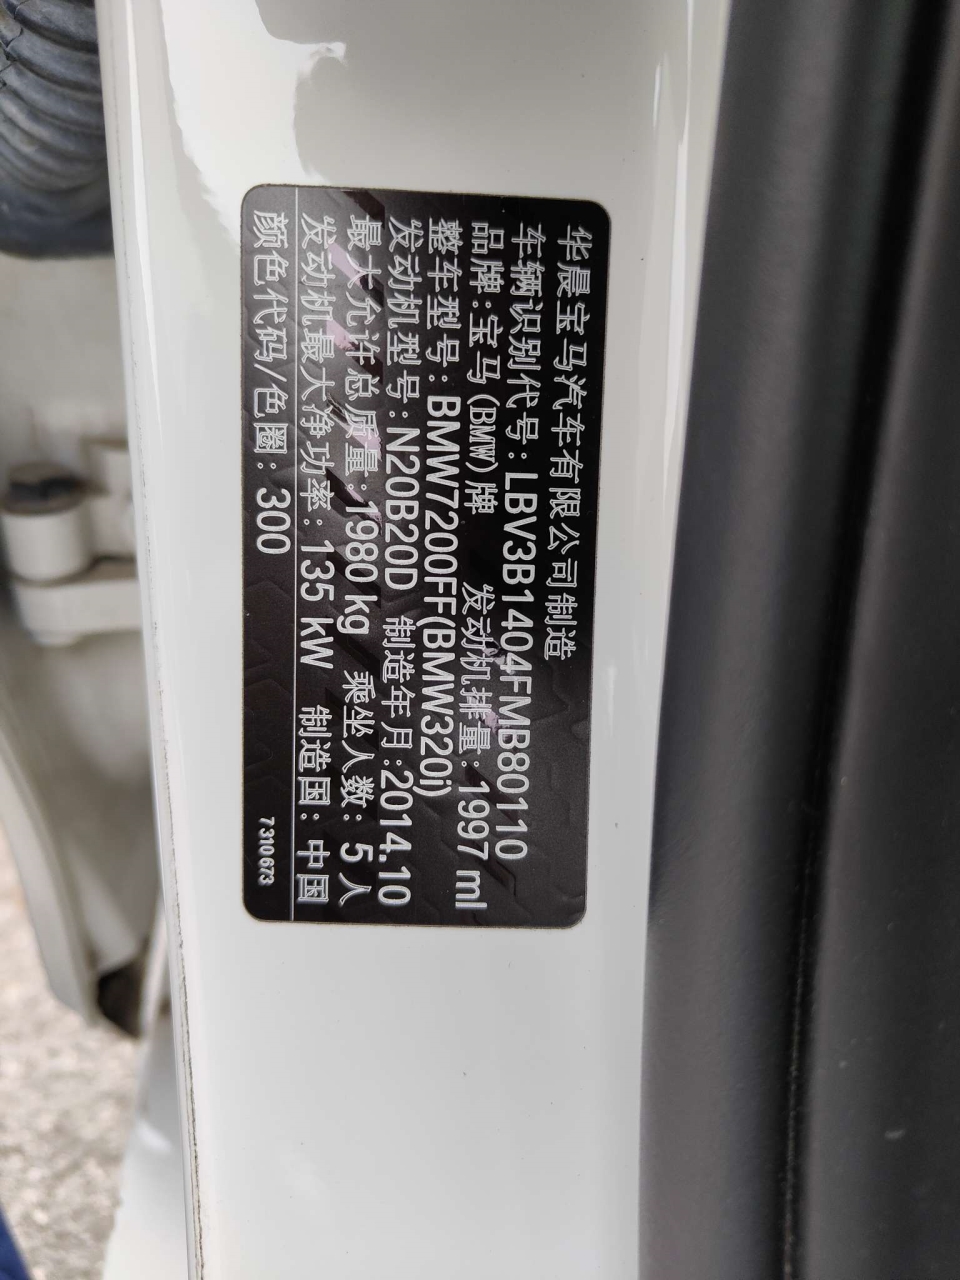 华晨宝马汽车有限公司制造
车辆识别代号: LBV3B1404FMB80110
品牌:宝马(BMW)牌 发动机排量:1997 ml
整车型号: BMW7200FF(BMW320i)
发动机型号: N20B20D 制造年月:2014.10
最大允许总质量:1980 kg 乘坐人数: 5 人
发动机最大净功率: 135 kW 制造国: 中国
颜色代码/色圈: 300 7310673